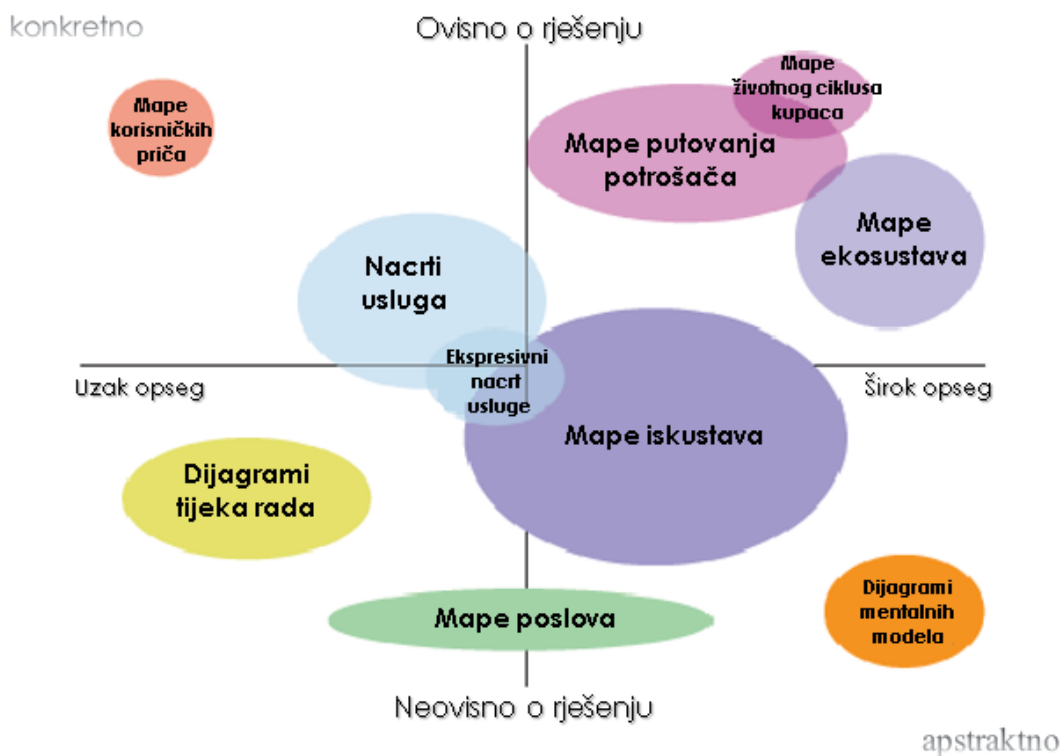 konkretno
Ovisno o rješenju
Mape
korisničkih
priča
Mape
životnog ciklusa
kupaca
Mape putovanja
potrošača
Mape
ekosustava
Nacrti
usluga
Ekspresivni
nacrt
usluge
Uzak opseg
Širok opseg
Mape iskustava
Dijagrami
tijeka rada
Dijagrami
mentalnih
modela
Mape poslova
Neovisno o rješenju
apstraktno